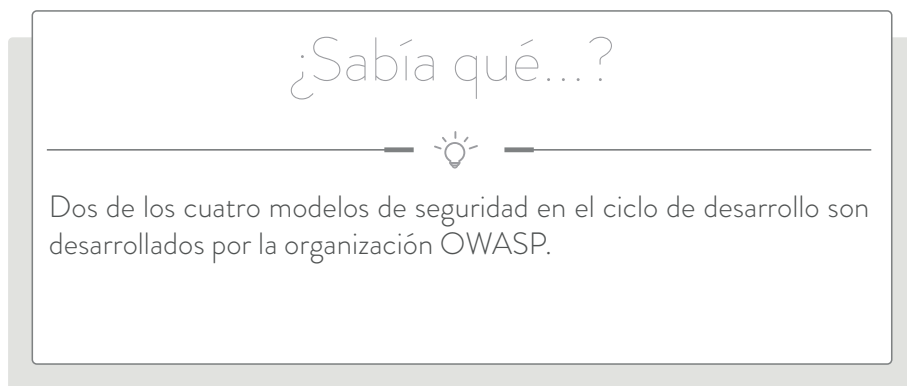 ¿Sabía qué...?
Dos de los cuatro modelos de seguridad en el ciclo de desarrollo son
desarrollados por la organización OWASP.